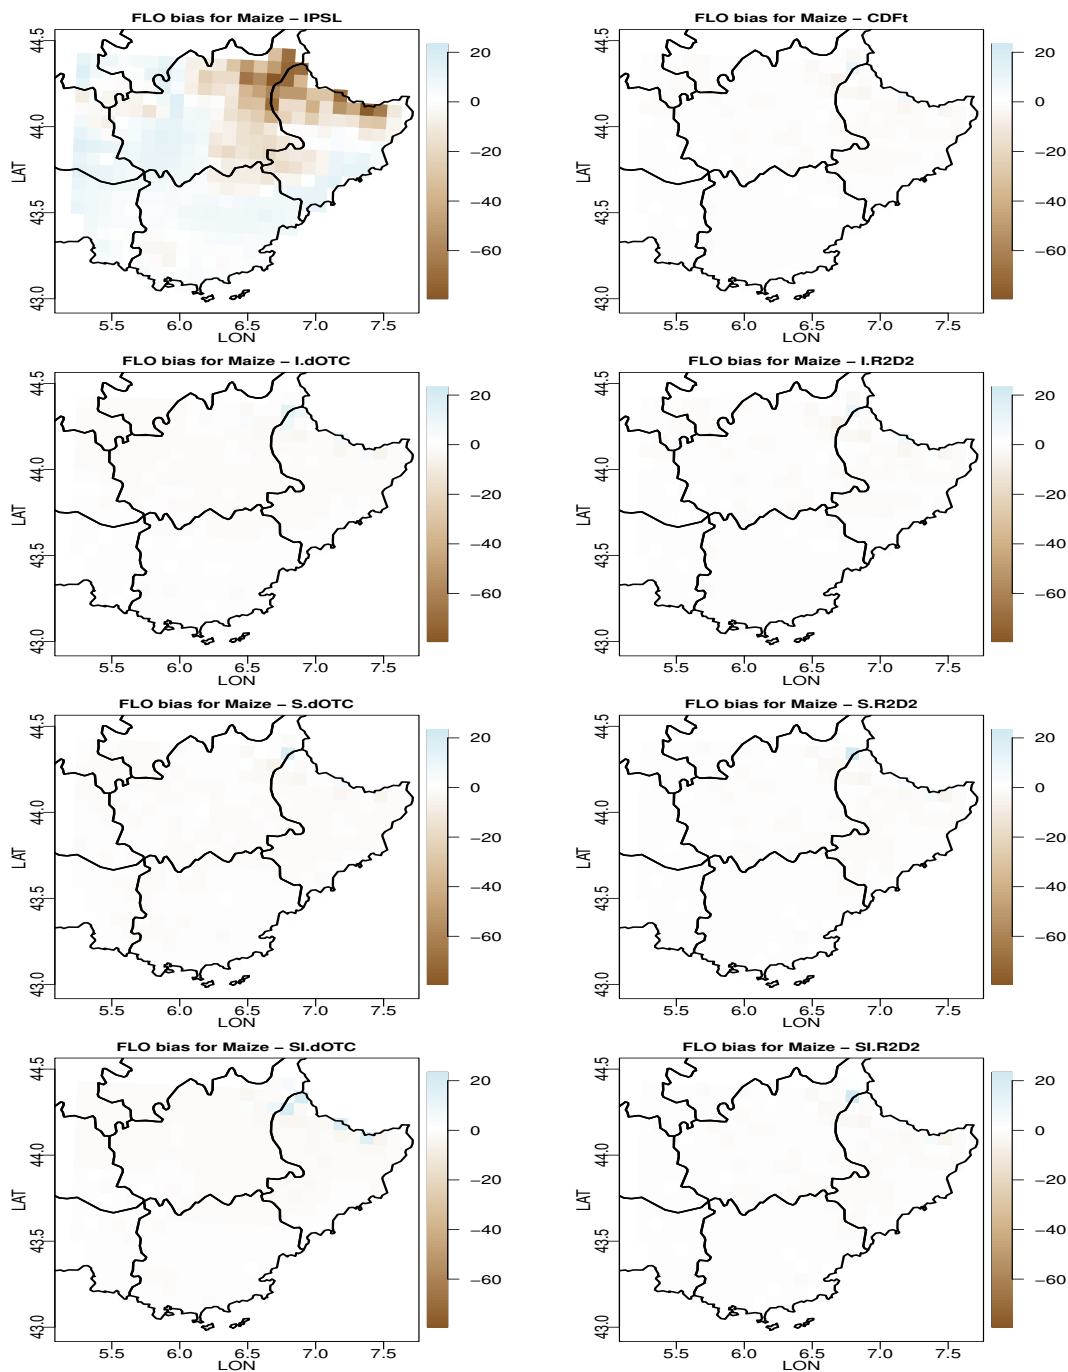 FLO bias for Maize − IPSL
44.5
44.0
43.5
43.0
LAT
5.5 6.0 6.5 7.0 7.5
LON
20
0
−20
−40
−60
FLO bias for Maize − CDFt
44.5
44.0
43.5
43.0
LAT
5.5 6.0 6.5 7.0 7.5
LON
20
0
−20
−40
−60
FLO bias for Maize − I.dOTC
44.5
44.0
43.5
43.0
LAT
5.5 6.0 6.5 7.0 7.5
LON
20
0
−20
−40
−60
FLO bias for Maize − I.R2D2
44.5
44.0
43.5
43.0
LAT
5.5 6.0 6.5 7.0 7.5
LON
20
0
−20
−40
−60
FLO bias for Maize − S.dOTC
44.5
44.0
43.5
43.0
LAT
5.5 6.0 6.5 7.0 7.5
LON
20
0
−20
−40
−60
FLO bias for Maize − S.R2D2
44.5
44.0
43.5
43.0
LAT
5.5 6.0 6.5 7.0 7.5
LON
20
0
−20
−40
−60
FLO bias for Maize − SI.dOTC
44.5
44.0
43.5
43.0
LAT
5.5 6.0 6.5 7.0 7.5
LON
20
0
−20
−40
−60
FLO bias for Maize − SI.R2D2
44.5
44.0
43.5
43.0
LAT
5.5 6.0 6.5 7.0 7.5
LON
20
0
−20
−40
−60